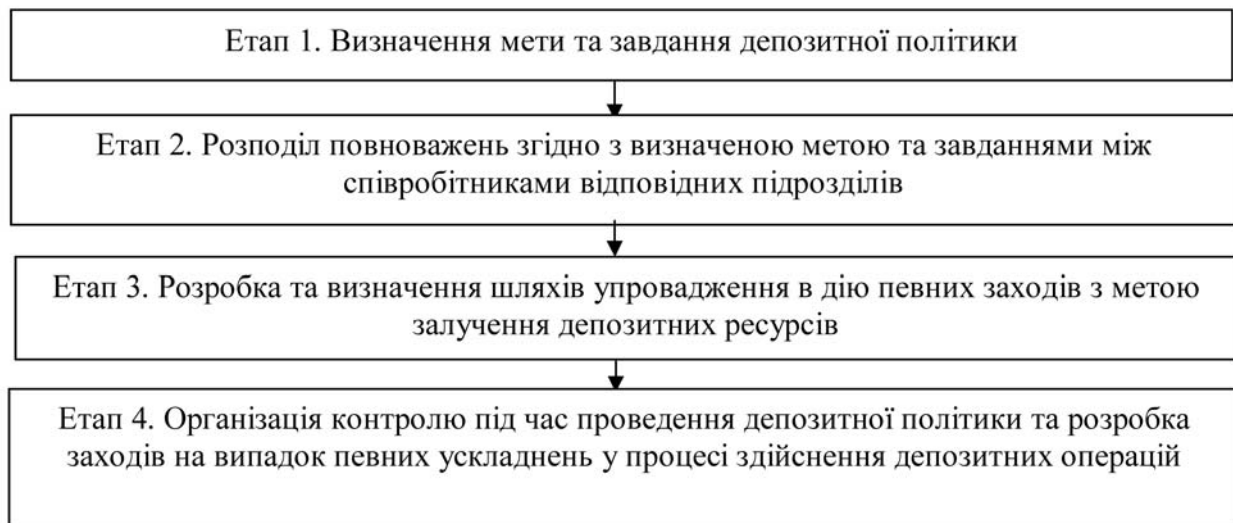 Етап 1. Визначення мети та завдання депозитної політики
Етап 2. Розподіл повноважень згідно з визначеною метою та завданнями між
співробітниками відповідних підрозділів
Етап 3. Розробка та визначення шляхів упровадження в дію певних заходів з метою
залучення депозитних ресурсів
Етап 4. Організація контролю під час проведення депозитної політики та розробка
заходів на випадок певних ускладнень у процесі здійснення депозитних операцій